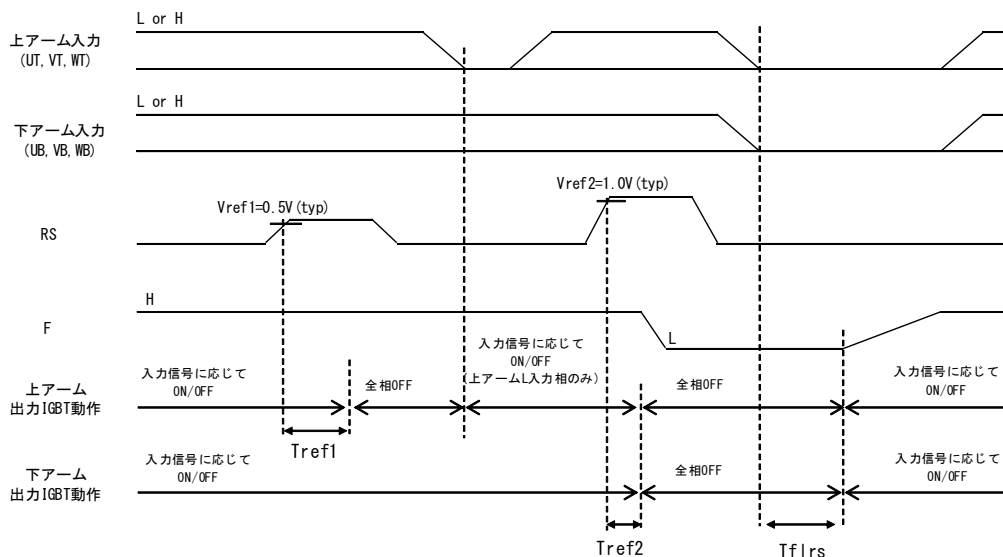 L or H
上アーム入力
(UT, VT, WT)
L or H
下アーム入力
(UB, VB, WB)
Vref1=0.5V(typ)
Vref2=1.0V(typ)
RS
H
F
L
入力信号に応じて
ON/OFF
(上アームL入力相のみ)
上アーム
出力IGBT動作
入力信号に応じて
ON/OFF
全相OFF
全相OFF
入力信号に応じて
ON/OFF
Tref1
下アーム
出力IGBT動作
入力信号に応じて
ON/OFF
全相OFF
入力信号に応じて
ON/OFF
Tref2
Tflrs